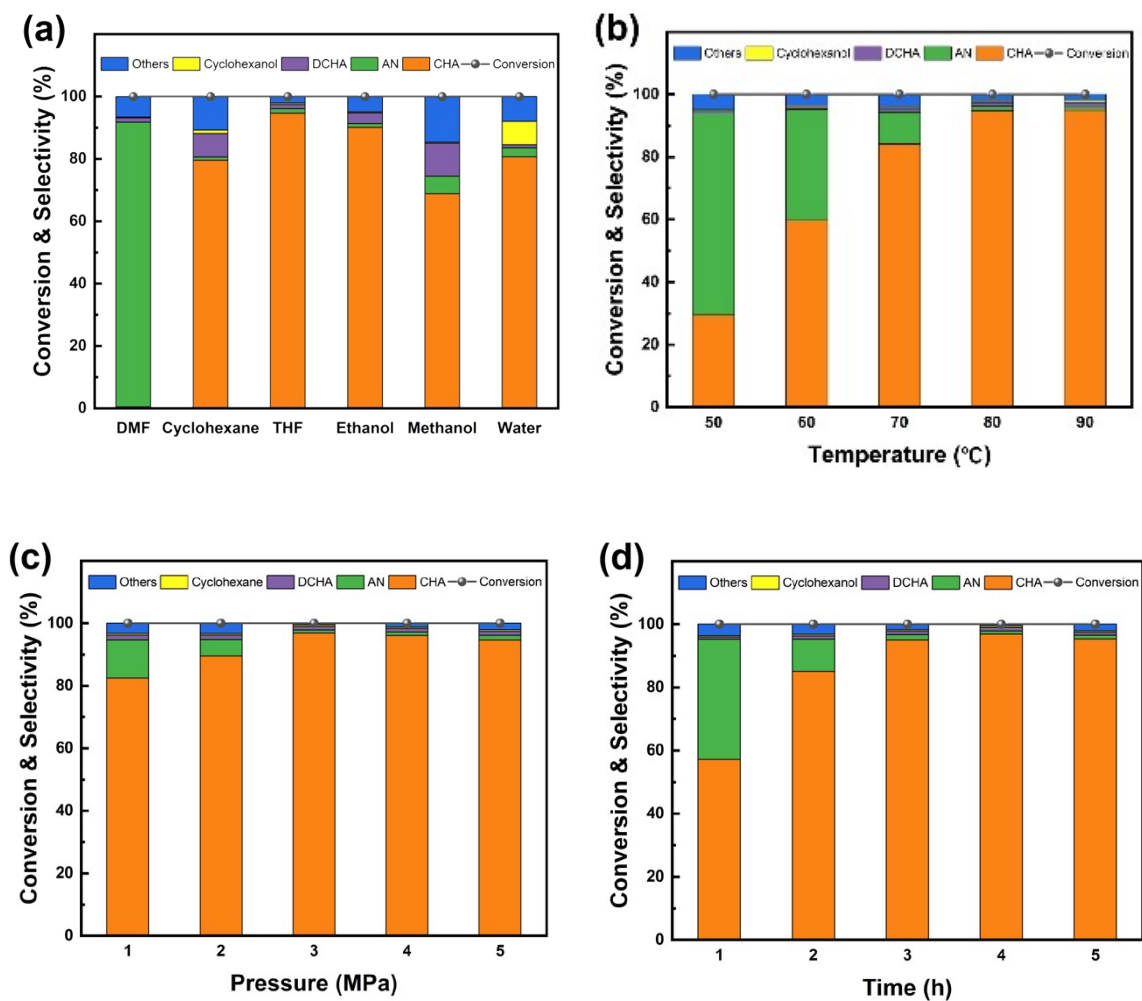 (a)
Others Cyclohexanol DCHA AN CHA Conversion
100
80
60
40
20
0
Conversion & Selectivity (%)
DMF Cyclohexane THF Ethanol Methanol Water
(b)
Others Cyclohexanol DCHA AN CHA Conversion
100
80
60
40
20
0
Conversion & Selectivity (%)
50 60 70 80 90
Temperature (°C)
(c)
Others Cyclohexane DCHA AN CHA Conversion
100
80
60
40
20
0
Conversion & Selectivity (%)
1 2 3 4 5
Pressure (MPa)
(d)
Others Cyclohexanol DCHA AN CHA Conversion
100
80
60
40
20
0
Conversion & Selectivity (%)
1 2 3 4 5
Time (h)